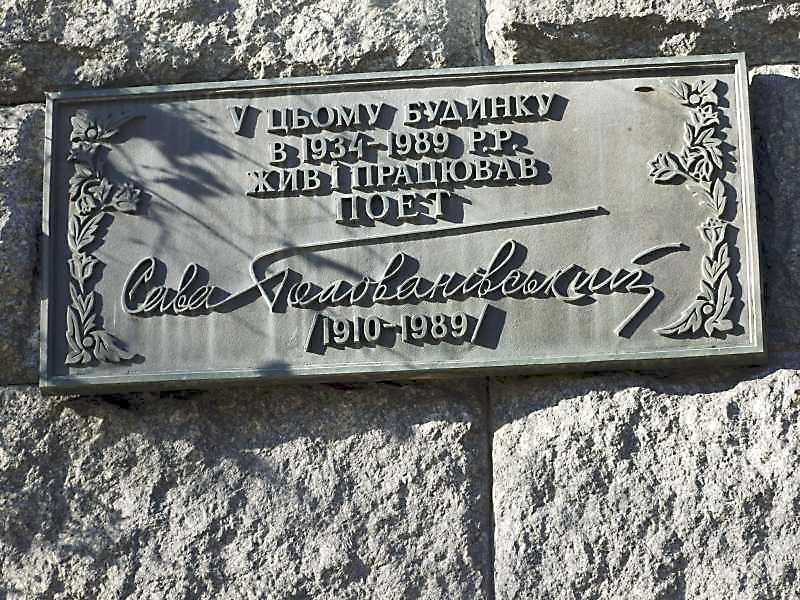 У ЦЬОМУ БУДИНКУ
В 1934-1989 Р.Р.
ЖИВ І ПРАЦЮВАВ
ПОЕТ
Сава Голованівський
/1910-1989/